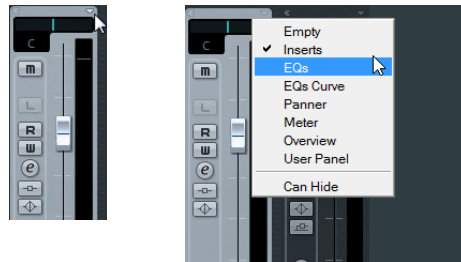 C
m
L
R
W
e
C
m
L
R
W
e
Empty
Inserts
EQs
EQs Curve
Panner
Meter
Overview
User Panel
Can Hide